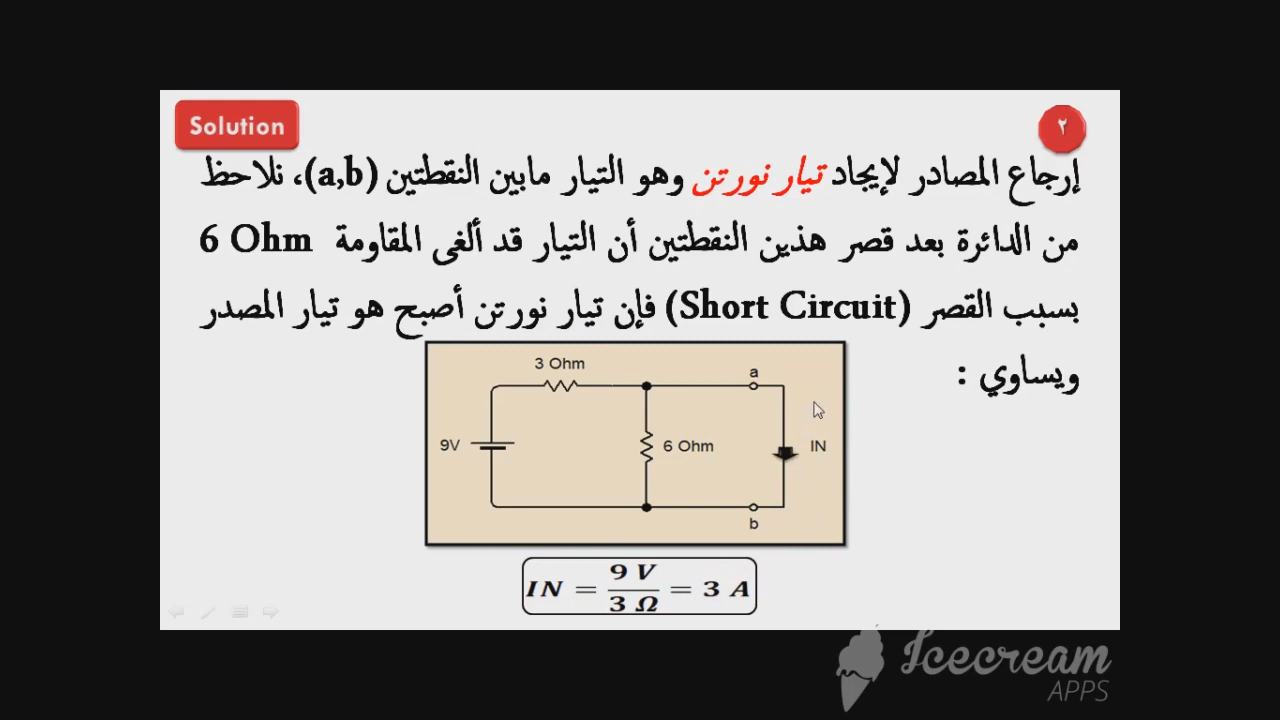 Solution
٢
إرجاع المصادر لإيجاد تيار نورتن وهو التيار مابين النقطتين (a,b)، نلاحظ
من الدائرة بعد قصر هذين النقطتين أن التيار قد ألغى المقاومة 6 Ohm
بسبب القصر (Short Circuit) فإن تيار نورتن أصبح هو تيار المصدر
ويساوي :
3 Ohm
a
9V
6 Ohm
IN
b
IN = 9 V / 3 Ω = 3 A
Icecream
APPS